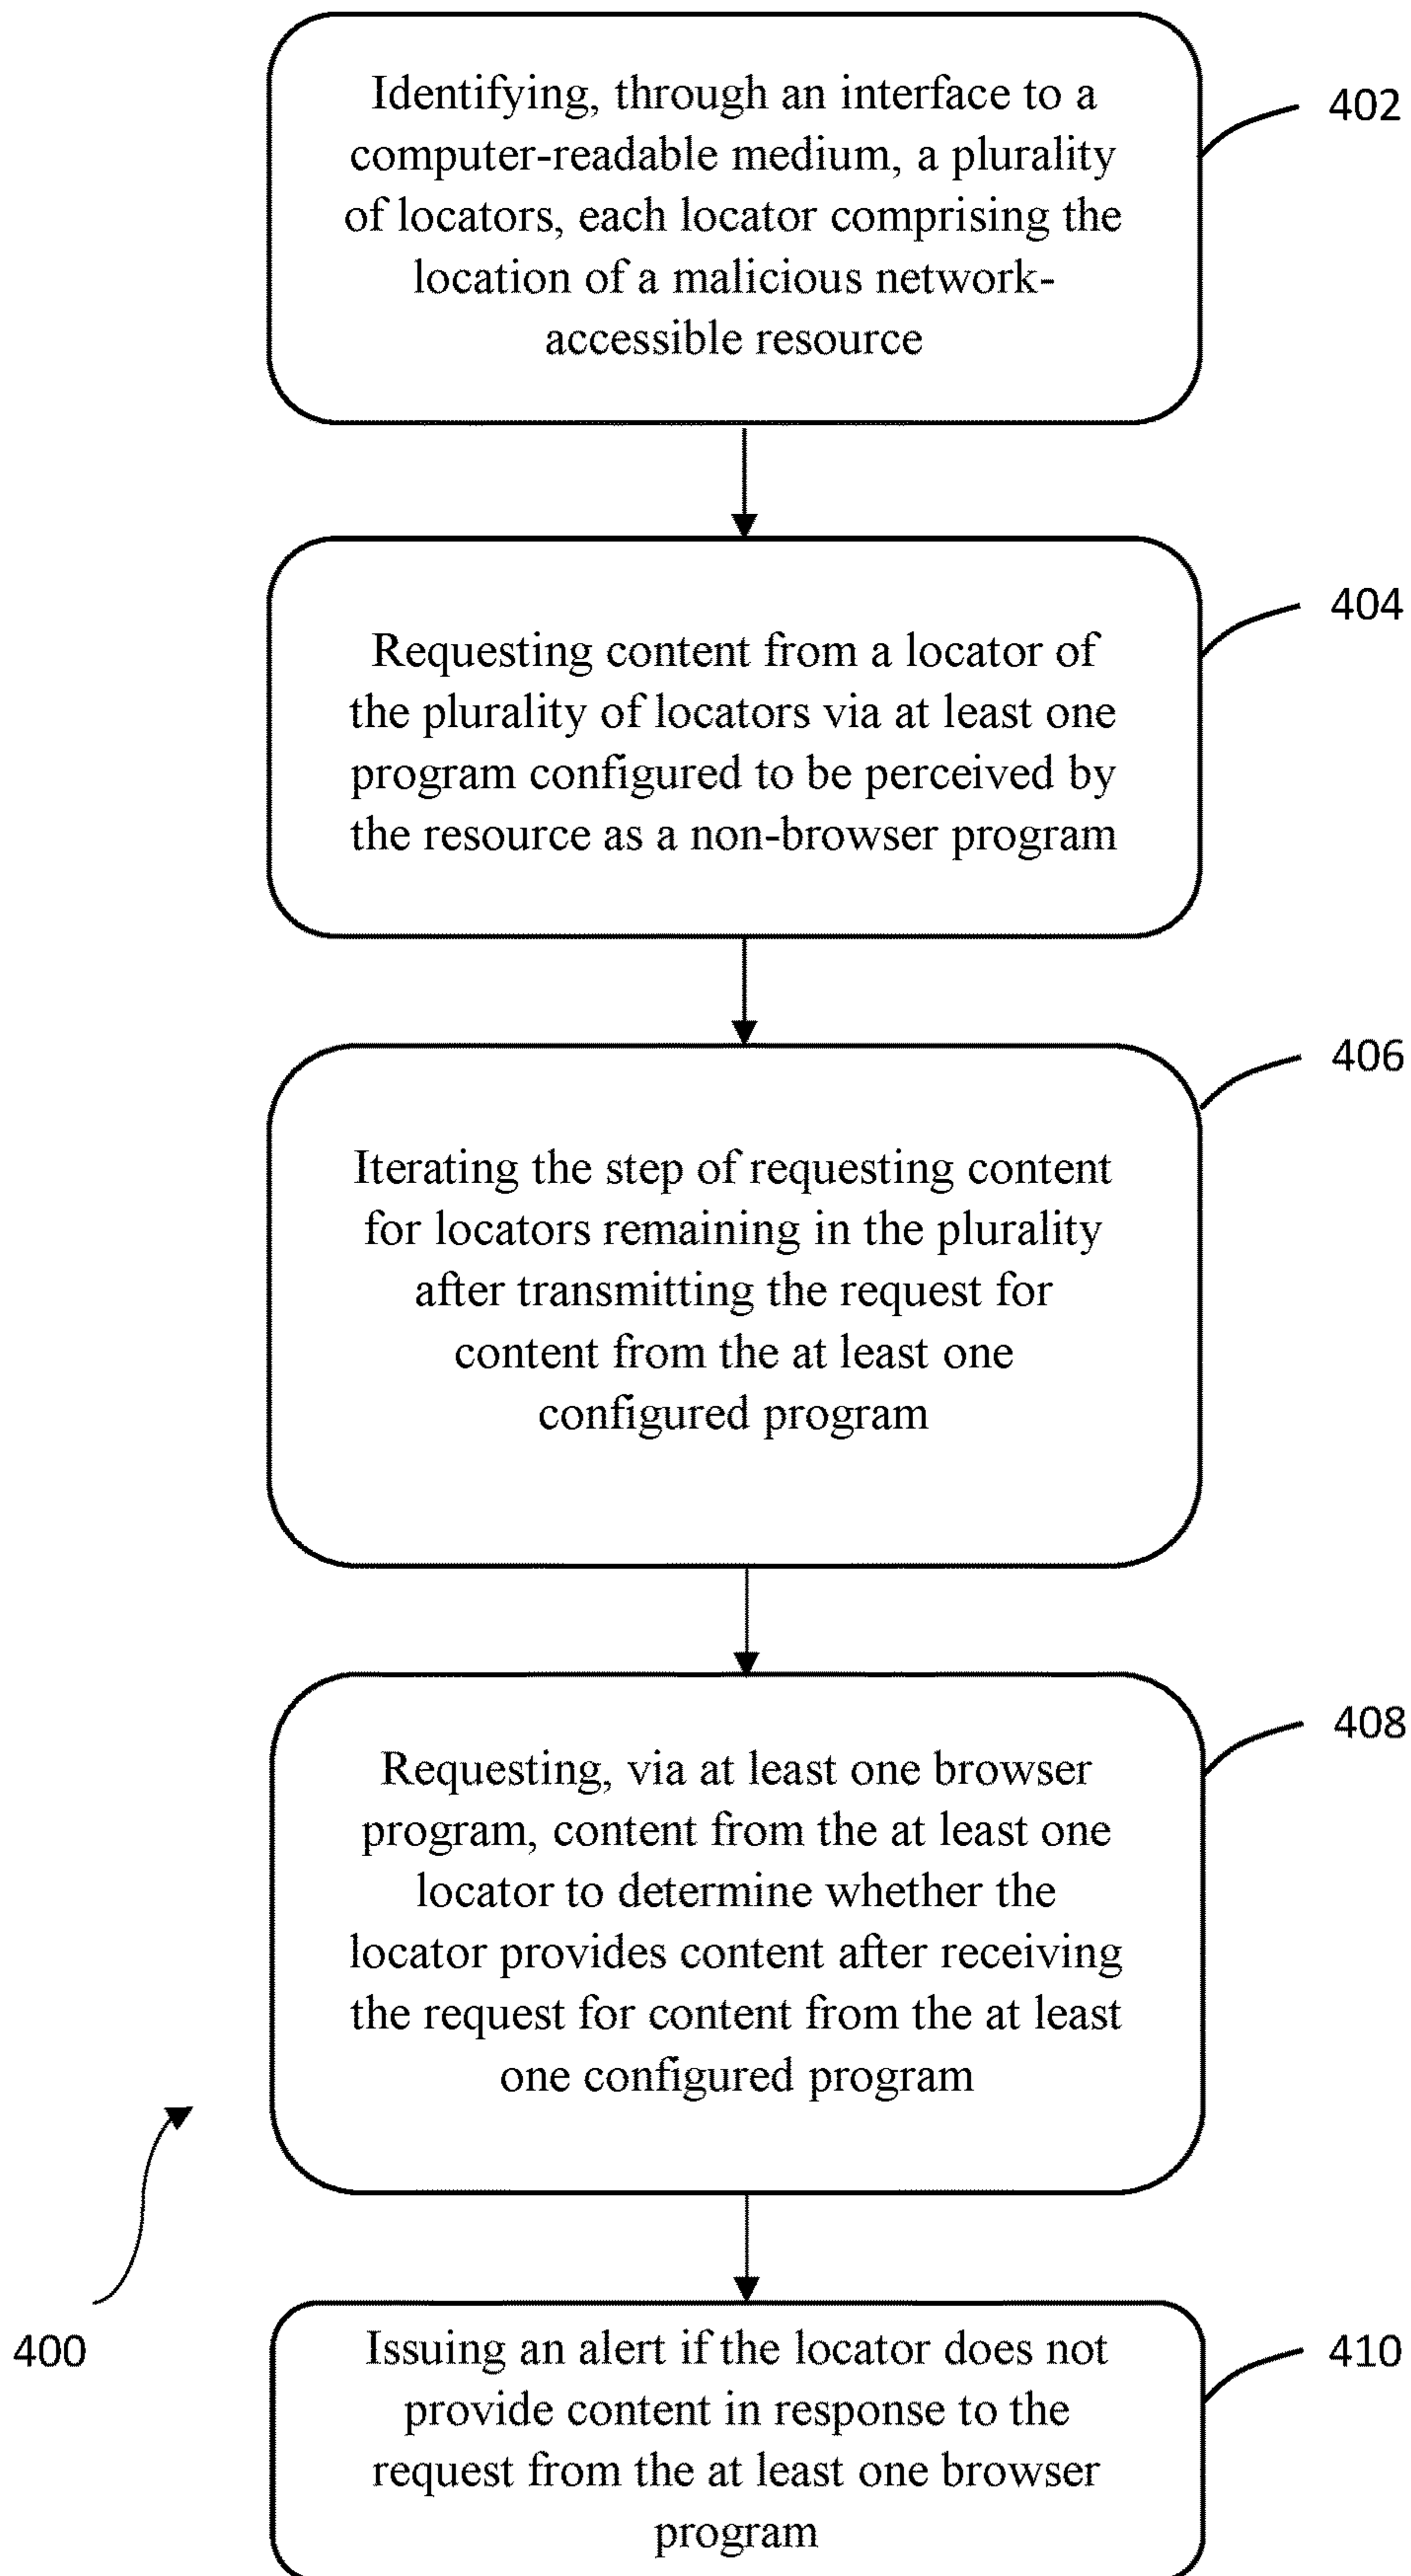 Identifying, through an interface to a
computer-readable medium, a plurality
of locators, each locator comprising the
location of a malicious network-
accessible resource
402
Requesting content from a locator of
the plurality of locators via at least one
program configured to be perceived by
the resource as a non-browser program
404
Iterating the step of requesting content
for locators remaining in the plurality
after transmitting the request for
content from the at least one
configured program
406
Requesting, via at least one browser
program, content from the at least one
locator to determine whether the
locator provides content after receiving
the request for content from the at least
one configured program
408
Issuing an alert if the locator does not
provide content in response to the
request from the at least one browser
program
410
400